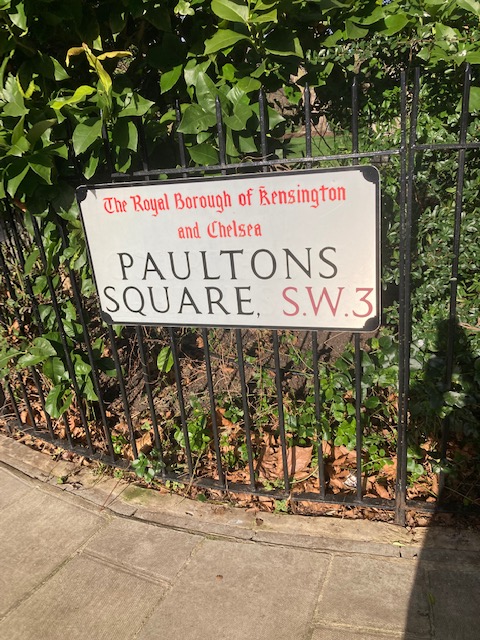 The Royal Borough of Kensington
and Chelsea
PAULTONS
SQUARE, S.W.3